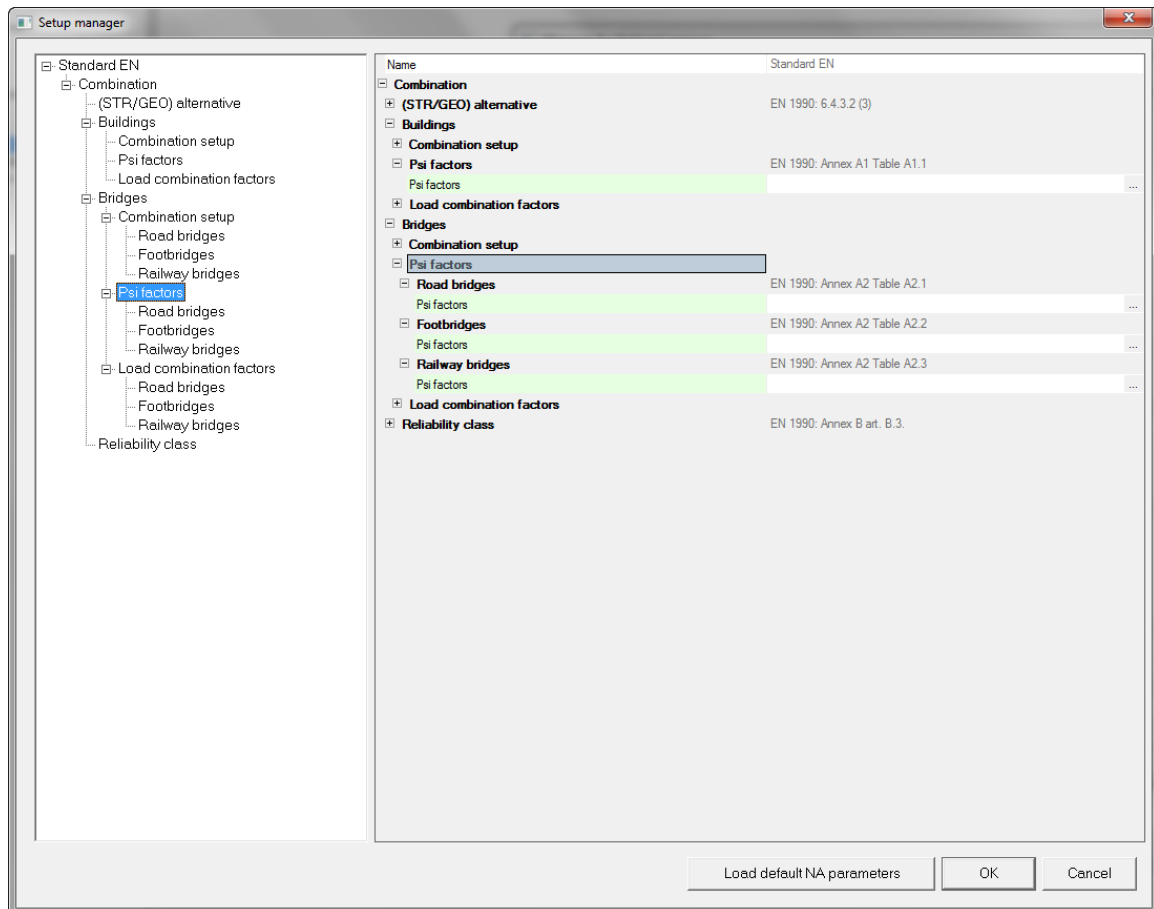 Setup manager
Standard EN
Combination
(STR/GEO) alternative
Buildings
Combination setup
Psi factors
Load combination factors
Bridges
Combination setup
Road bridges
Footbridges
Railway bridges
Psi factors
Road bridges
Footbridges
Railway bridges
Load combination factors
Road bridges
Footbridges
Railway bridges
Reliability class
Name Standard EN
Combination
(STR/GEO) alternative EN 1990: 6.4.3.2 (3)
Buildings
Combination setup
Psi factors EN 1990: Annex A1 Table A1.1
Psi factors ...
Load combination factors
Bridges
Combination setup
Psi factors
Road bridges EN 1990: Annex A2 Table A2.1
Psi factors ...
Footbridges EN 1990: Annex A2 Table A2.2
Psi factors ...
Railway bridges EN 1990: Annex A2 Table A2.3
Psi factors ...
Load combination factors
Reliability class EN 1990: Annex B art. B.3.
Load default NA parameters OK Cancel